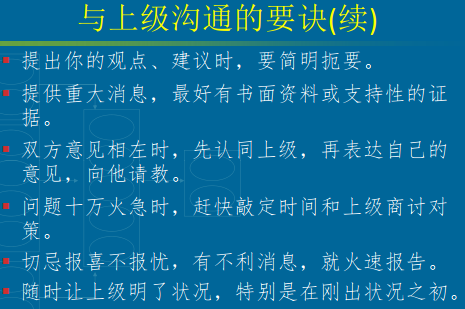 与上级沟通的要诀(续)
提出你的观点、建议时，要简明扼要。
提供重大消息，最好有书面资料或支持性的证
据。
双方意见相左时，先认同上级，再表达自己的
意见，向他请教。
问题十万火急时，赶快敲定时间和上级商讨对
策。
切忌报喜不报忧，有不利消息，就火速报告。
随时让上级明了状况，特别是在刚出状况之初。